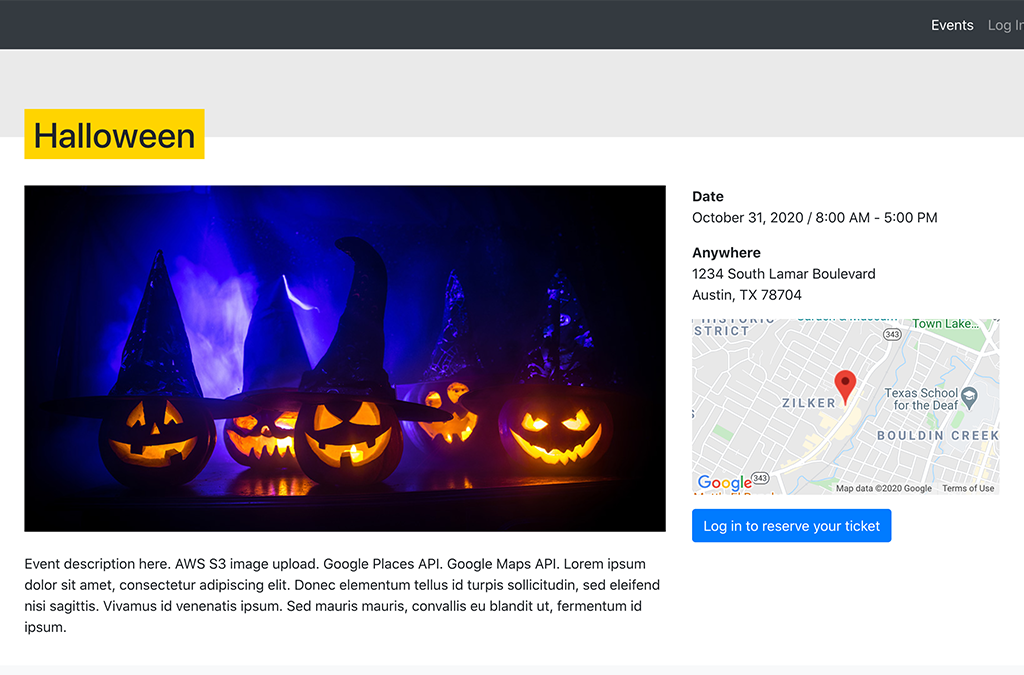 Events Log In
Halloween
Date
October 31, 2020 / 8:00 AM - 5:00 PM
Anywhere
1234 South Lamar Boulevard
Austin, TX 78704
HISTORIC
STRICT
343
Town Lake...
ZILKER
Texas School
for the Deaf
BOULDIN CREEK
Google
343
Map data ©2020 Google Terms of Use
Log in to reserve your ticket
Event description here. AWS S3 image upload. Google Places API. Google Maps API. Lorem ipsum
dolor sit amet, consectetur adipiscing elit. Donec elementum tellus id turpis sollicitudin, sed eleifend
nisi sagittis. Vivamus id venenatis ipsum. Sed mauris mauris, convallis eu blandit ut, fermentum id
ipsum.